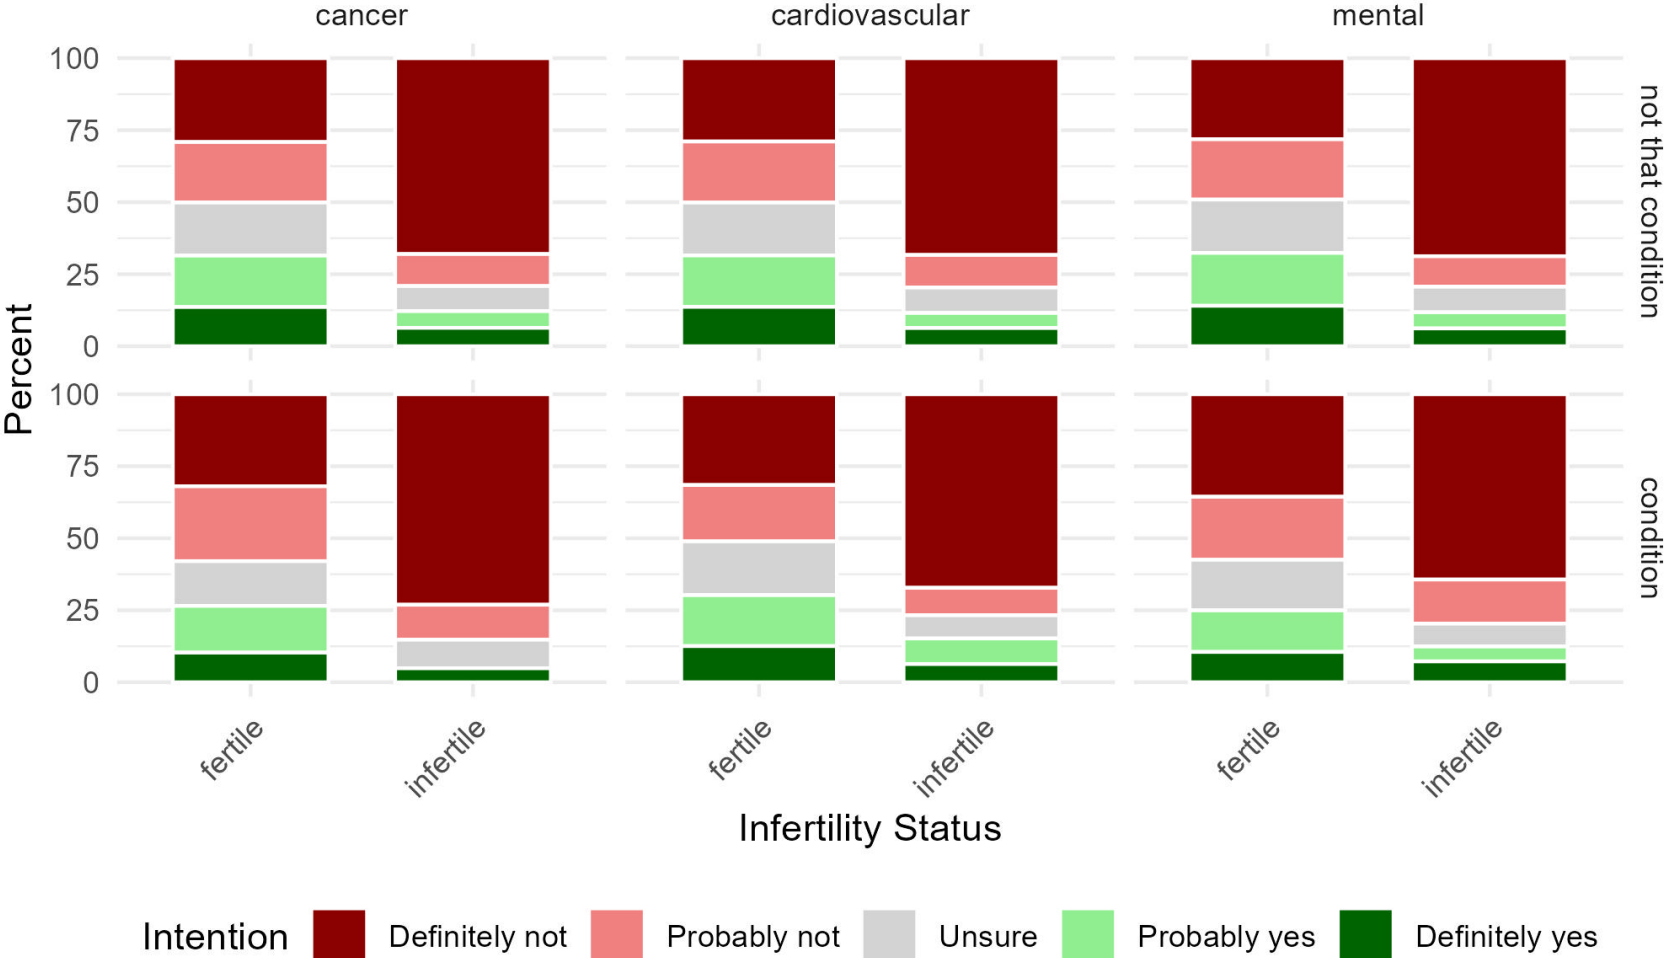 cancer cardiovascular mental
100
75
50
25
0
not that condition
Percent
100
75
50
25
0
condition
fertile infertile fertile infertile fertile infertile
Infertility Status
Intention Definitely not Probably not Unsure Probably yes Definitely yes